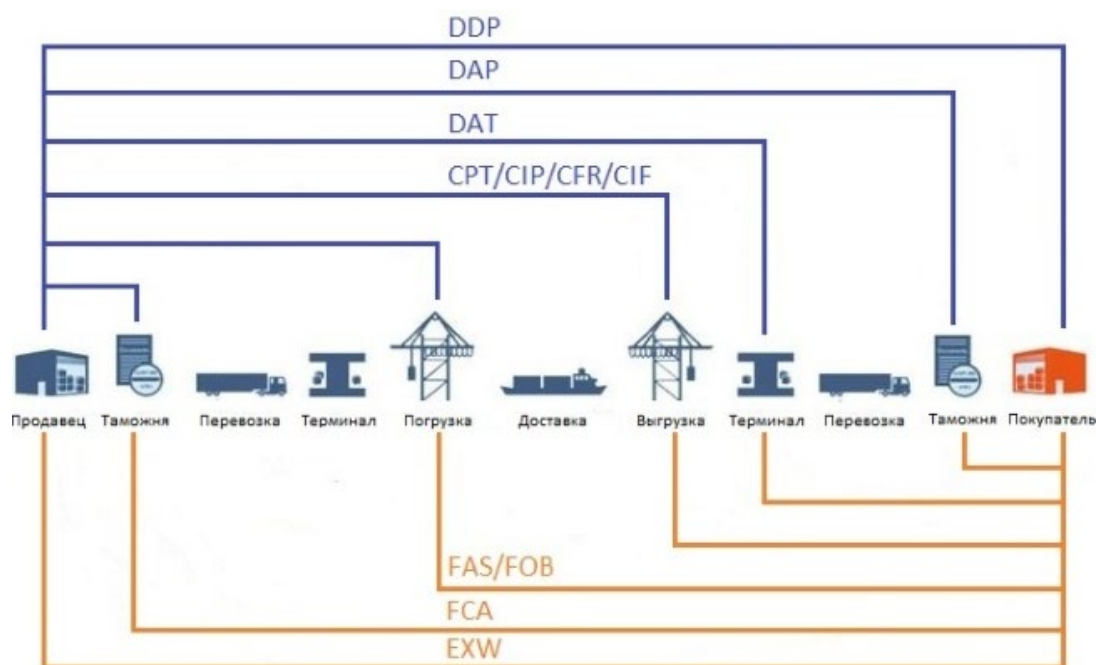 DDP
DAP
DAT
CPT/CIP/CFR/CIF
Продавец Таможня Перевозка Терминал Погрузка Доставка Выгрузка Терминал Перевозка Таможня Покупатель
FAS/FOB
FCA
EXW